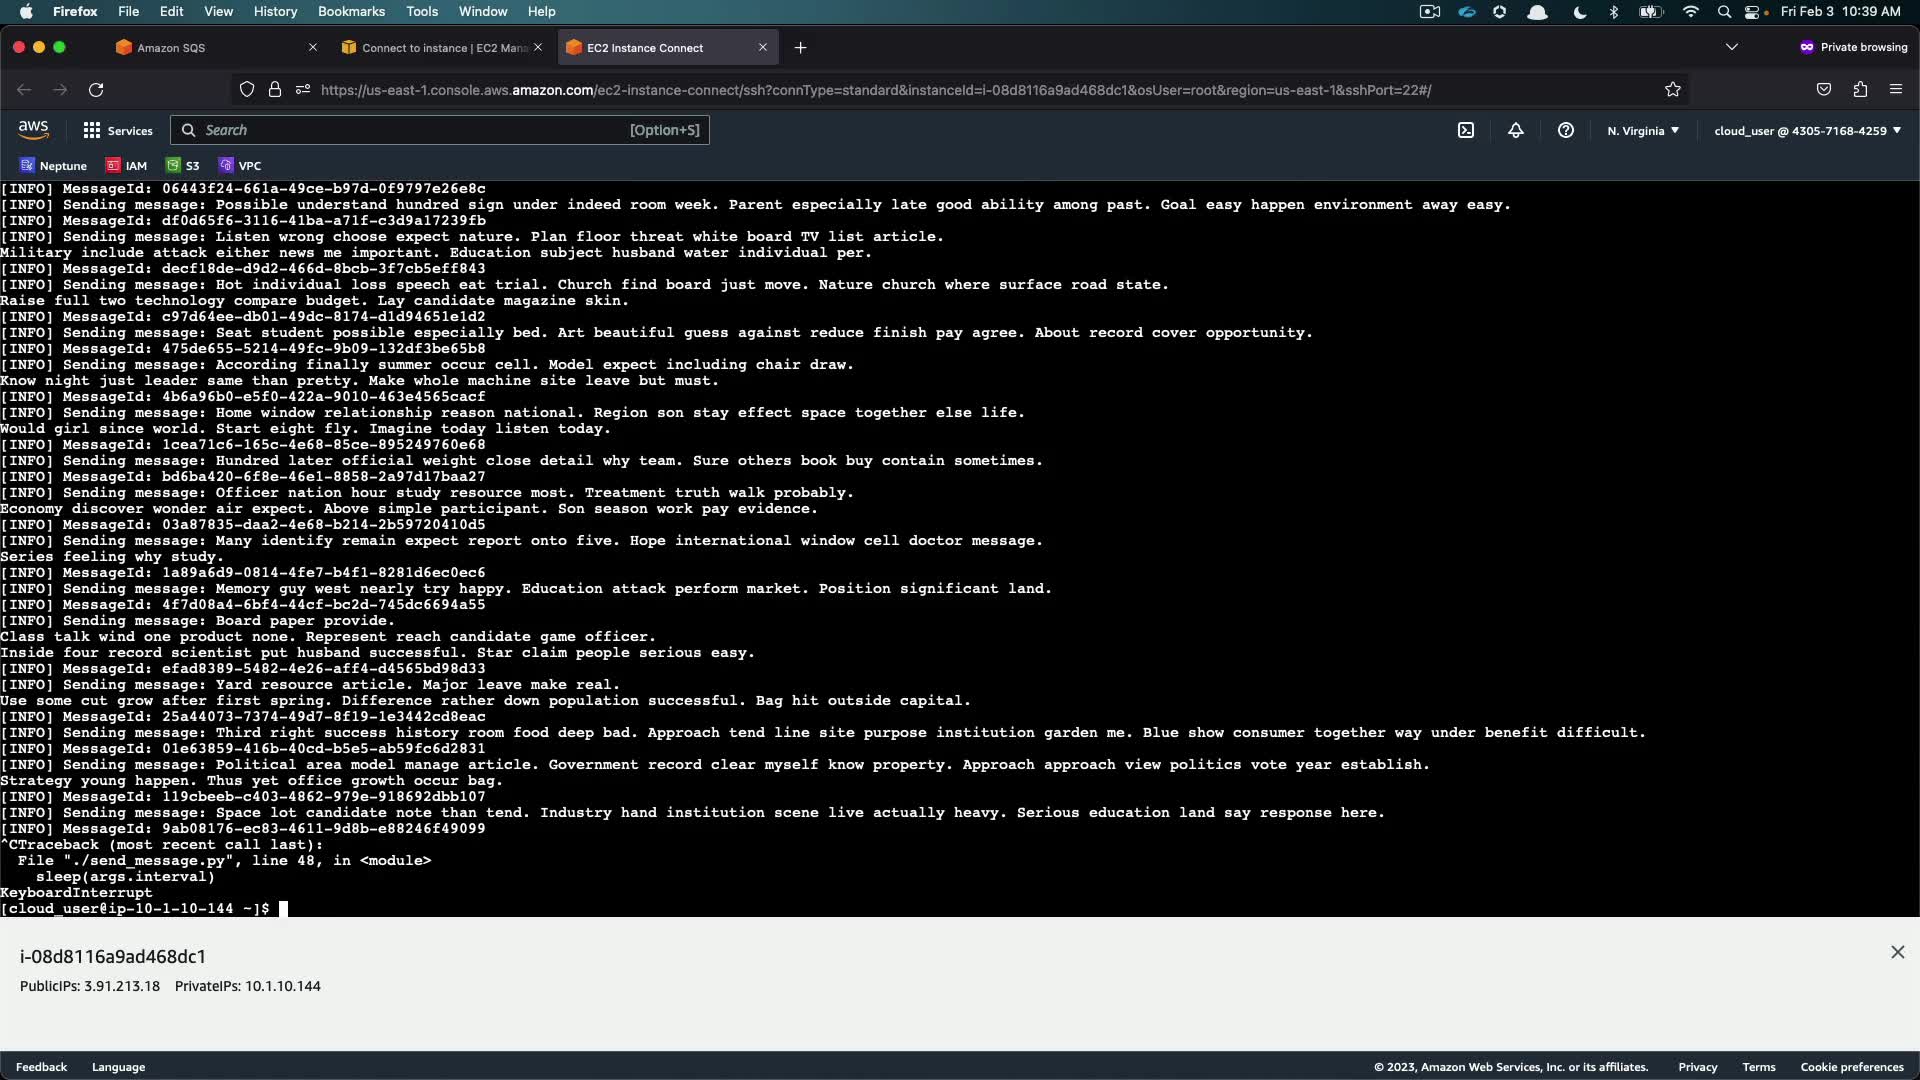 Firefox File Edit View History Bookmarks Tools Window Help Fri Feb 3 10:39 AM
Amazon SQS Connect to instance | EC2 Mana EC2 Instance Connect Private browsing
https://us-east-1.console.aws.amazon.com/ec2-instance-connect/ssh?connType=standard&instanceId=i-08d8116a9ad468dc1&osUser=root&region=us-east-1&sshPort=22#/
aws Services Search [Option+S] N. Virginia cloud_user @ 4305-7168-4259
Neptune IAM S3 VPC
[INFO] MessageId: 06443f24-661a-49ce-b97d-0f9797e26e8c
[INFO] Sending message: Possible understand hundred sign under indeed room week. Parent especially late good ability among past. Goal easy happen environment away easy.
[INFO] MessageId: df0d65f6-3116-41ba-a71f-c3d9a17239fb
[INFO] Sending message: Listen wrong choose expect nature. Plan floor threat white board TV list article.
Military include attack either news me important. Education subject husband water individual per.
[INFO] MessageId: decf18de-d9d2-466d-8bcb-3f7cb5eff843
[INFO] Sending message: Hot individual loss speech eat trial. Church find board just move. Nature church where surface road state.
Raise full two technology compare budget. Lay candidate magazine skin.
[INFO] MessageId: c97d64ee-db01-49dc-8174-d1d94651e1d2
[INFO] Sending message: Seat student possible especially bed. Art beautiful guess against reduce finish pay agree. About record cover opportunity.
[INFO] MessageId: 475de655-5214-49fc-9b09-132df3be65b8
[INFO] Sending message: According finally summer occur cell. Model expect including chair draw.
Know night just leader same than pretty. Make whole machine site leave but must.
[INFO] MessageId: 4b6a96b0-e5f0-422a-9010-463e4565cacf
[INFO] Sending message: Home window relationship reason national. Region son stay effect space together else life.
Would girl since world. Start eight fly. Imagine today listen today.
[INFO] MessageId: 1cea71c6-165c-4e68-85ce-895249760e68
[INFO] Sending message: Hundred later official weight close detail why team. Sure others book buy contain sometimes.
[INFO] MessageId: bd6ba420-6f8e-46e1-8858-2a97d17baa27
[INFO] Sending message: Officer nation hour study resource most. Treatment truth walk probably.
Economy discover wonder air expect. Above simple participant. Son season work pay evidence.
[INFO] MessageId: 03a87835-daa2-4e68-b214-2b59720410d5
[INFO] Sending message: Many identify remain expect report onto five. Hope international window cell doctor message.
Series feeling why study.
[INFO] MessageId: 1a89a6d9-0814-4fe7-b4f1-8281d6ec0ec6
[INFO] Sending message: Memory guy west nearly try happy. Education attack perform market. Position significant land.
[INFO] MessageId: 4f7d08a4-6bf4-44cf-bc2d-745dc6694a55
[INFO] Sending message: Board paper provide.
Class talk wind one product none. Represent reach candidate game officer.
Inside four record scientist put husband successful. Star claim people serious easy.
[INFO] MessageId: efad8389-5482-4e26-aff4-d4565bd98d33
[INFO] Sending message: Yard resource article. Major leave make real.
Use some cut grow after first spring. Difference rather down population successful. Bag hit outside capital.
[INFO] MessageId: 25a44073-7374-49d7-8f19-1e3442cd8eac
[INFO] Sending message: Third right success history room food deep bad. Approach tend line site purpose institution garden me. Blue show consumer together way under benefit difficult.
[INFO] MessageId: 01e63859-416b-40cd-b5e5-ab59fc6d2831
[INFO] Sending message: Political area model manage article. Government record clear myself know property. Approach approach view politics vote year establish.
Strategy young happen. Thus yet office growth occur bag.
[INFO] MessageId: 119cbeeb-c403-4862-979e-918692dbb107
[INFO] Sending message: Space lot candidate note than tend. Industry hand institution scene live actually heavy. Serious education land say response here.
[INFO] MessageId: 9ab08176-ec83-4611-9d8b-e88246f49099
^CTraceback (most recent call last):
File "./send_message.py", line 48, in <module>
sleep(args.interval)
KeyboardInterrupt
[cloud_user@ip-10-1-10-144 ~]$
i-08d8116a9ad468dc1
PublicIPs: 3.91.213.18 PrivateIPs: 10.1.10.144
Feedback Language © 2023, Amazon Web Services, Inc. or its affiliates. Privacy Terms Cookie preferences